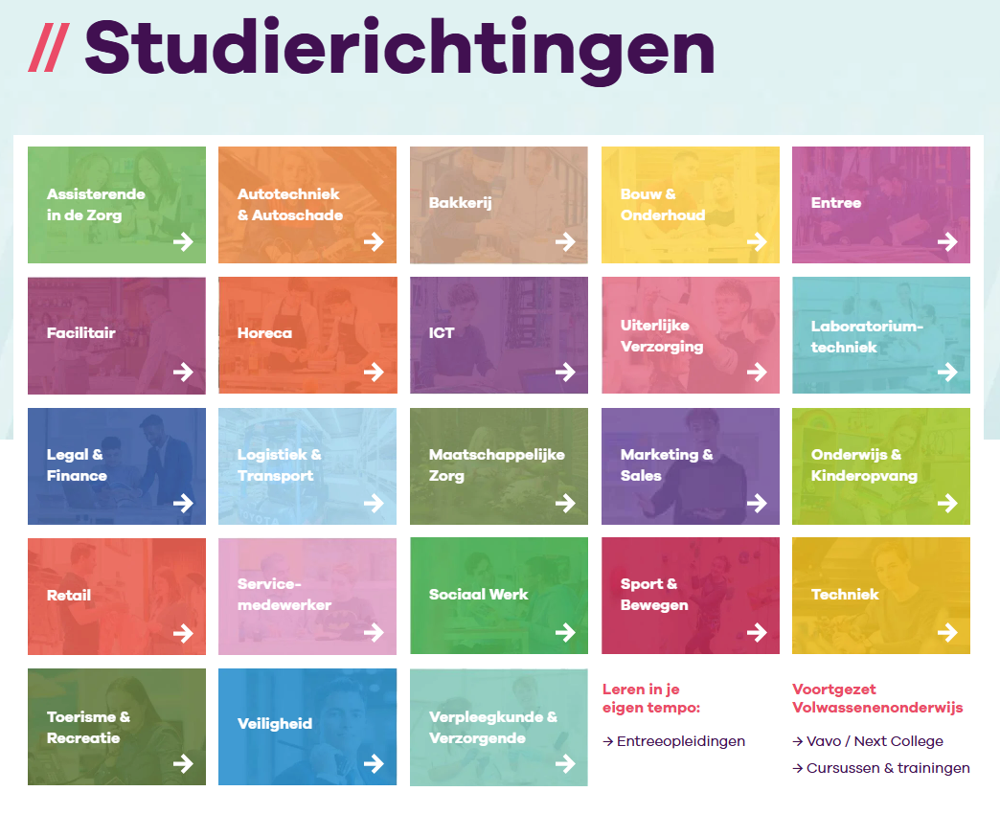 // Studierichtingen
Assisterende
in de Zorg
Autotechniek
& Autoschade
Bakkerij
Bouw &
Onderhoud
Entree
Facilitair
Horeca
ICT
Uiterlijke
Verzorging
Laboratorium-
techniek
Legal &
Finance
Logistiek &
Transport
TOYOTA
Maatschappelijke
Zorg
Marketing &
Sales
Onderwijs &
Kinderopvang
Retail
Service-
medewerker
Sociaal Werk
Sport &
Bewegen
Techniek
Toerisme &
Recreatie
Veiligheid
Verpleegkunde &
Verzorgende
Leren in je
eigen tempo:
→ Entreeopleidingen
Voortgezet
Volwassenenonderwijs
→ Vavo / Next College
→ Cursussen & trainingen